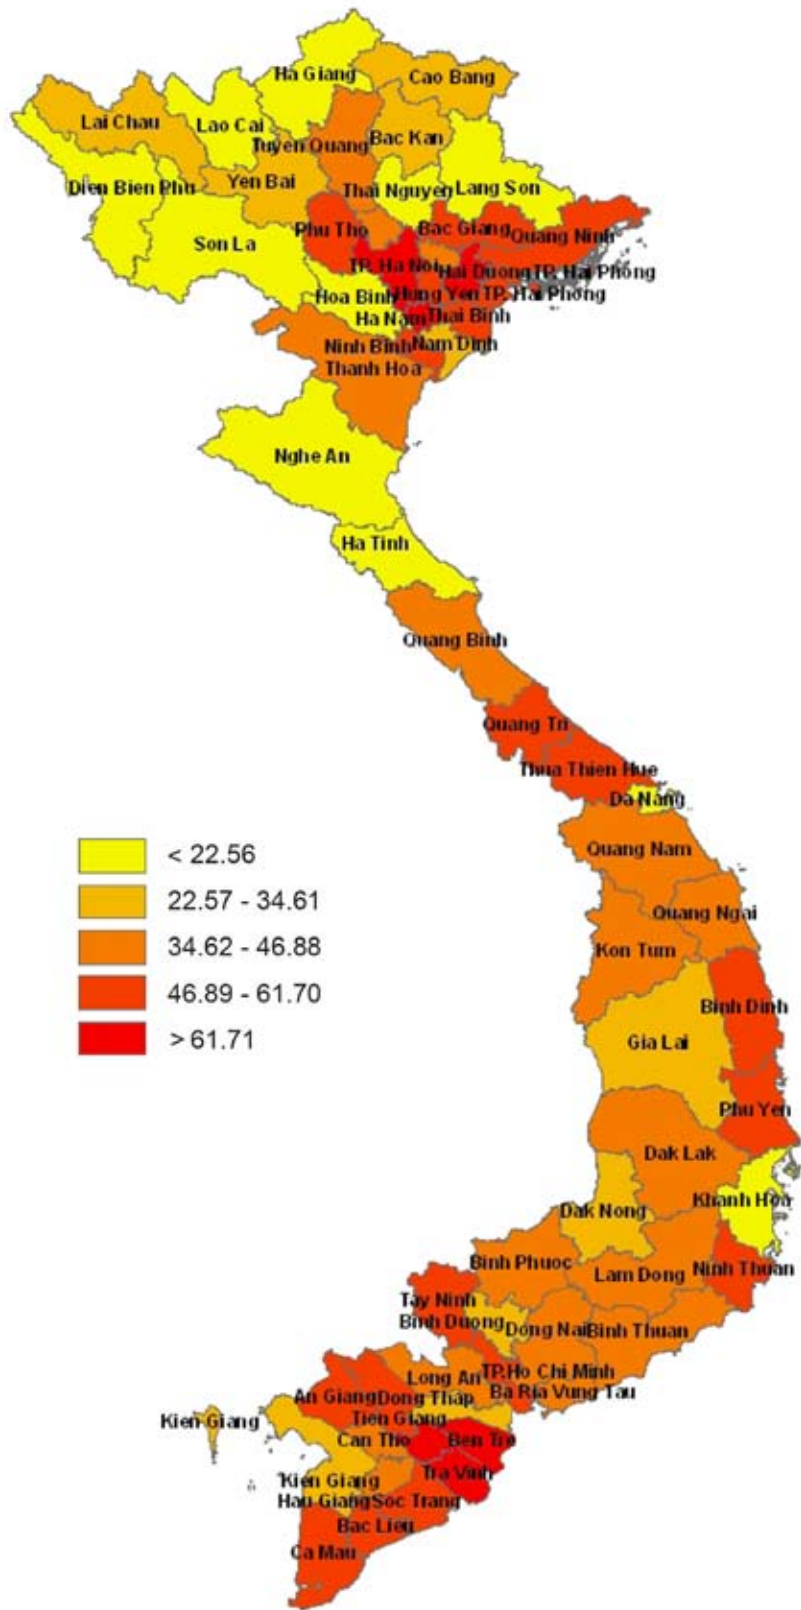 Ha Giang
Cao Bang
Lai Chau
Lao Cai
Bac Kan
Tuyen Quang
Dien Bien Phu
Yen Bai
Thai Nguyen
Lang Son
Phu Tho
Bac Giang
Quang Ninh
Son La
TP. Ha Noi
Hai Duong
TP. Hai Phong
Hoa Binh
Hung Yen
TP. Hai Phong
Ha Nam
Thai Binh
Ninh Binh
Nam Dinh
Thanh Hoa
Nghe An
Ha Tinh
Quang Binh
Quang Tri
Thua Thien Hue
Da Nang
< 22.56
22.57 - 34.61
34.62 - 46.88
46.89 - 61.70
> 61.71
Quang Nam
Quang Ngai
Kon Tum
Binh Dinh
Gia Lai
Phu Yen
Dak Lak
Khanh Hoa
Dak Nong
Binh Phuoc
Lam Dong
Ninh Thuan
Tay Ninh
Binh Duong
Dong Nai
Binh Thuan
Long An
TP.Ho Chi Minh
An Giang
Dong Thap
Ba Ria Vung Tau
Kien Giang
Tien Giang
Can Tho
Ben Tre
Tra Vinh
Kien Giang
Hau Giang
Soc Trang
Bac Lieu
Ca Mau